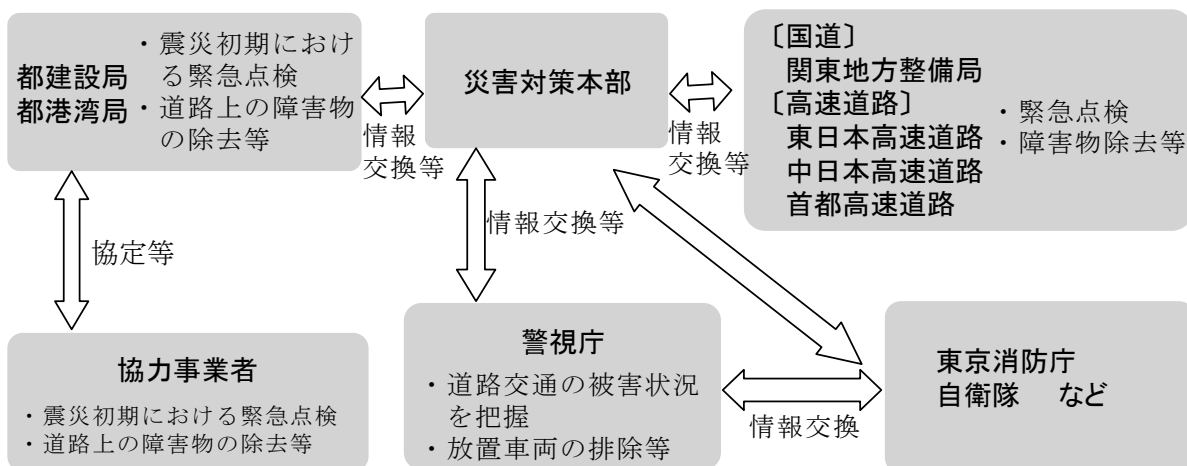 都建設局
都港湾局
・震災初期におけ
る緊急点検
・道路上の障害物
の除去等
情報
交換等
災害対策本部
情報
交換等
〔国道〕
関東地方整備局
〔高速道路〕
東日本高速道路
中日本高速道路
首都高速道路
・緊急点検
・障害物除去等
協定等
情報交換等
協力事業者
・震災初期における緊急点検
・道路上の障害物の除去等
警視庁
・道路交通の被害状況
を把握
・放置車両の排除等
情報交換
東京消防庁
自衛隊 など